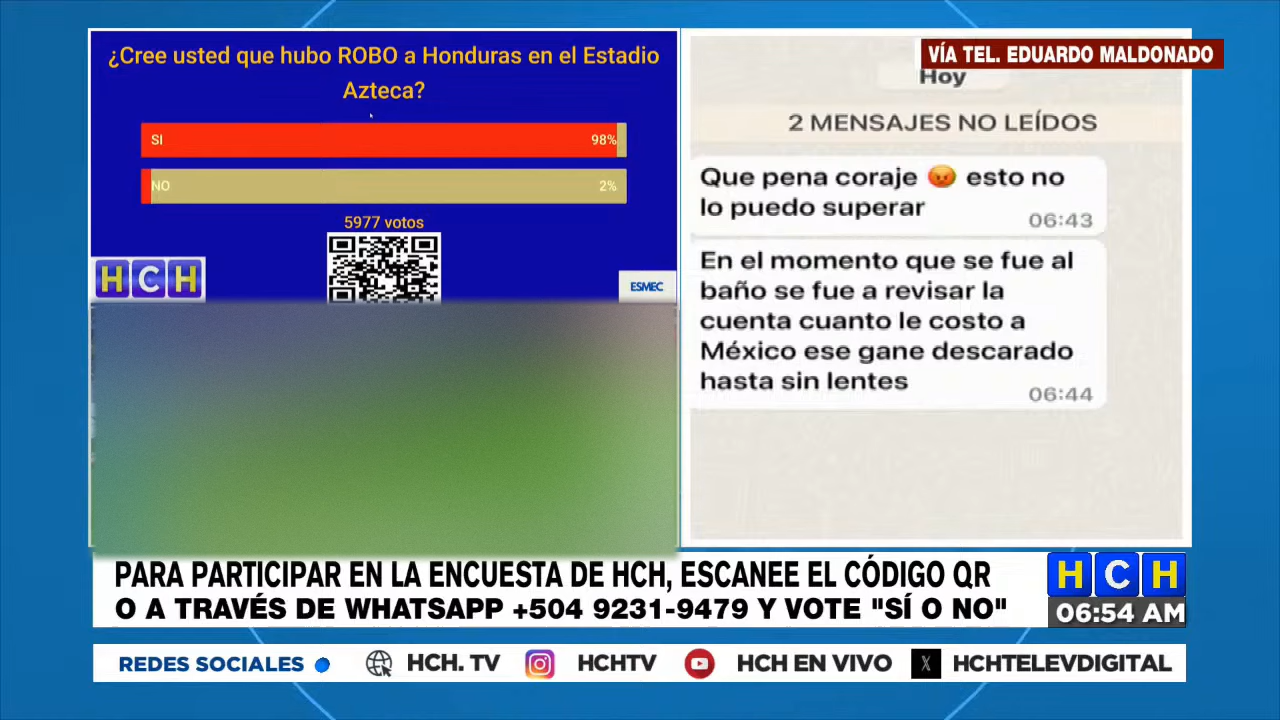 ¿Cree usted que hubo ROBO a Honduras en el Estadio
Azteca?
SI 98%
NO 2%
5977 votos
HCH
ESMEC
VÍA TEL. EDUARDO MALDONADO
Hoy
2 MENSAJES NO LEÍDOS
Que pena coraje 😡 esto no
lo puedo superar
06:43
En el momento que se fue al
baño se fue a revisar la
cuenta cuanto le costo a
México ese gane descarado
hasta sin lentes
06:44
PARA PARTICIPAR EN LA ENCUESTA DE HCH, ESCANEE EL CÓDIGO QR
O A TRAVÉS DE WHATSAPP +504 9231-9479 Y VOTE "SÍ O NO"
HCH
06:54 AM
REDES SOCIALES HCH. TV HCHTV HCH EN VIVO X HCHTELEVDIGITAL